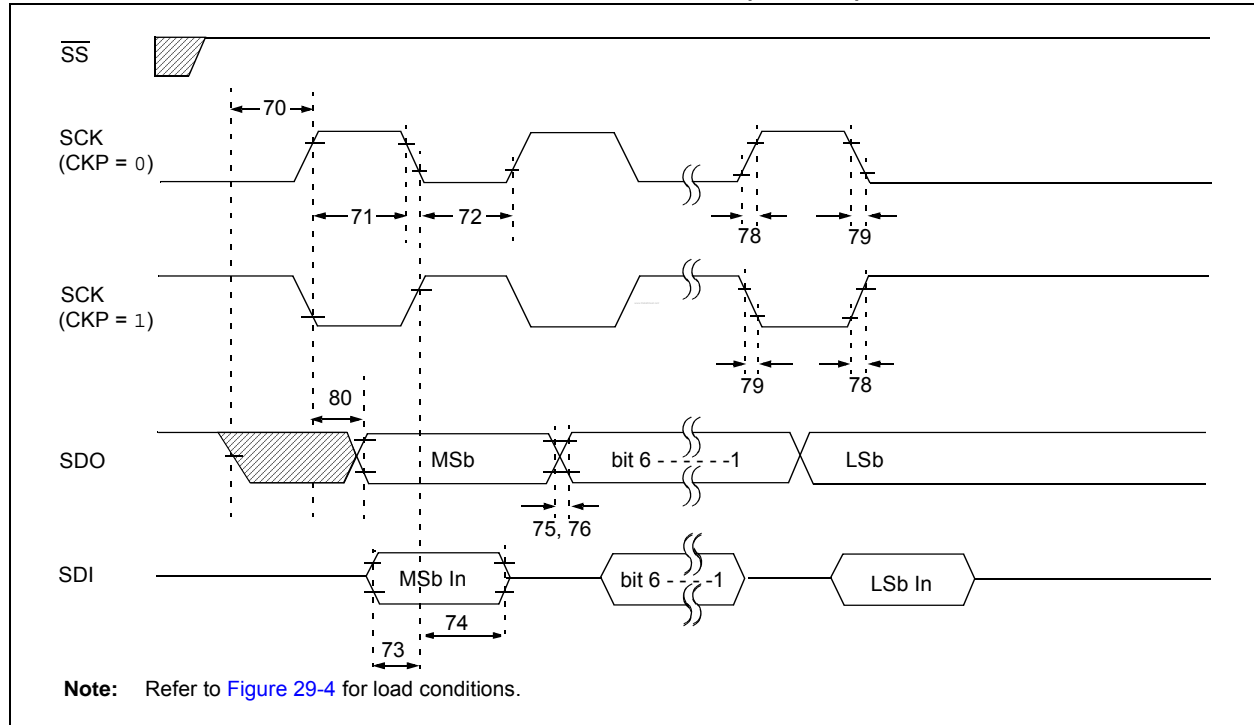 SS
70
SCK
(CKP = 0)
71
72
78
79
SCK
(CKP = 1)
79
78
80
SDO
MSb
bit 6 - - - - - - -1
LSb
75, 76
SDI
MSb In
bit 6 - - - - -1
LSb In
74
73
Note: Refer to Figure 29-4 for load conditions.